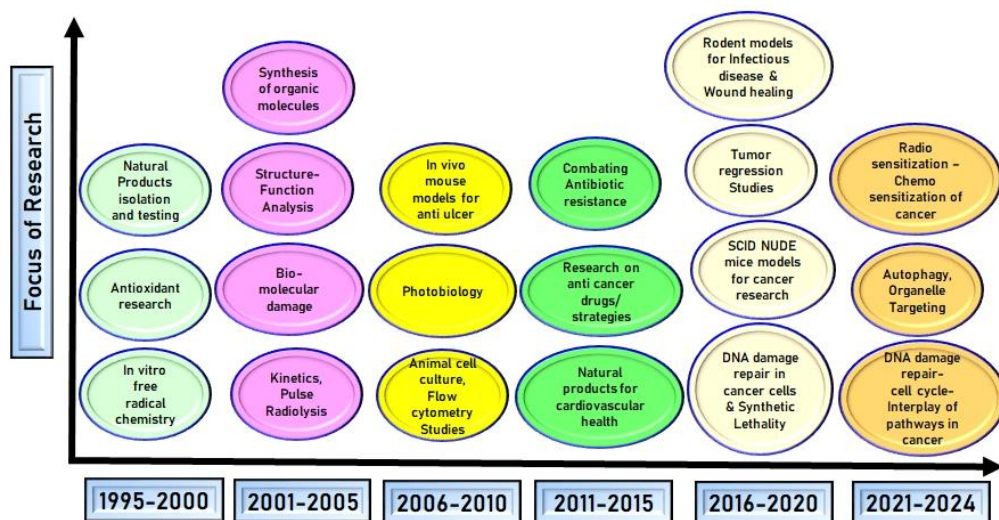 Focus of Research
Natural
Products
isolation
and testing
Antioxidant
research
In vitro
free
radical
chemistry
Synthesis
of organic
molecules
Structure-
Function
Analysis
Bio-
molecular
damage
Kinetics,
Pulse
Radiolysis
In vivo
mouse
models for
anti ulcer
Photobiology
Animal cell
culture,
Flow
cytometry
Studies
Combating
Antibiotic
resistance
Research on
anti cancer
drugs/
strategies
Natural
products for
cardiovascular
health
Rodent models
for Infectious
disease &
Wound healing
Tumor
regression
Studies
SCID NUDE
mice models
for cancer
research
DNA damage
repair in
cancer cells
& Synthetic
Lethality
Radio
sensitization –
Chemo
sensitization of
cancer
Autophagy,
Organelle
Targeting
DNA damage
repair-
cell cycle-
Interplay of
pathways in
cancer
1995-2000
2001-2005
2006-2010
2011-2015
2016-2020
2021-2024